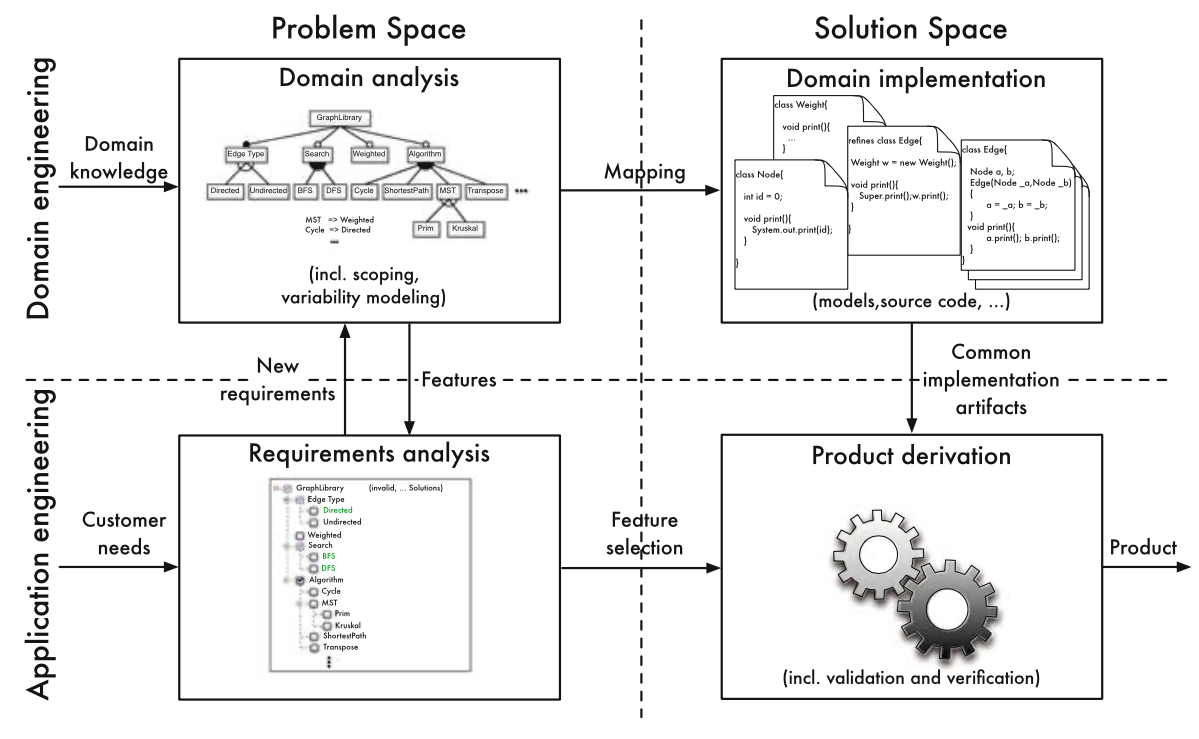 Problem Space
Solution Space
Domain engineering
Domain knowledge
Domain analysis
GraphLibrary
Edge Type
Search
Weighted
Algorithm
Directed
Undirected
BFS
DFS
Cycle
ShortestPath
MST
Transpose
...
MST => Weighted
Cycle => Directed
...
Prim
Kruskal
(incl. scoping,
variability modeling)
Mapping
Domain implementation
class Weight{
void print(){
...
}
class Node{
int id = 0;
void print(){
System.out.print(id);
}
}
refines class Edge{
Weight w = new Weight();
void print(){
Super.print();w.print();
}
}
class Edge{
Node a, b;
Edge(Node _a,Node _b)
{
a = _a; b = _b;
}
void print(){
a.print(); b.print();
}
}
(models,source code, ...)
New
requirements
Features
Common
implementation
artifacts
Application engineering
Customer
needs
Requirements analysis
GraphLibrary (invalid, ... Solutions)
Edge Type
Directed
Undirected
Weighted
Search
BFS
DFS
Algorithm
Cycle
MST
Prim
Kruskal
ShortestPath
Transpose
Feature
selection
Product derivation
(incl. validation and verification)
Product